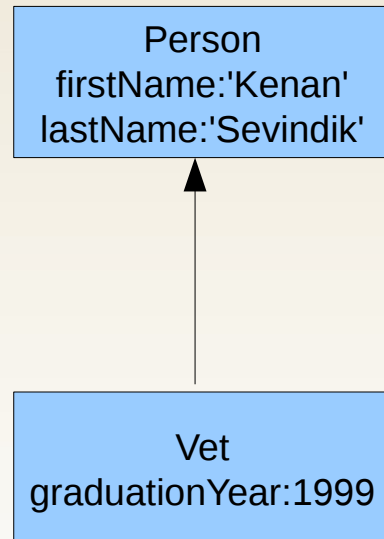 Person
firstName:'Kenan'
lastName:'Sevindik'
Vet
graduationYear:1999